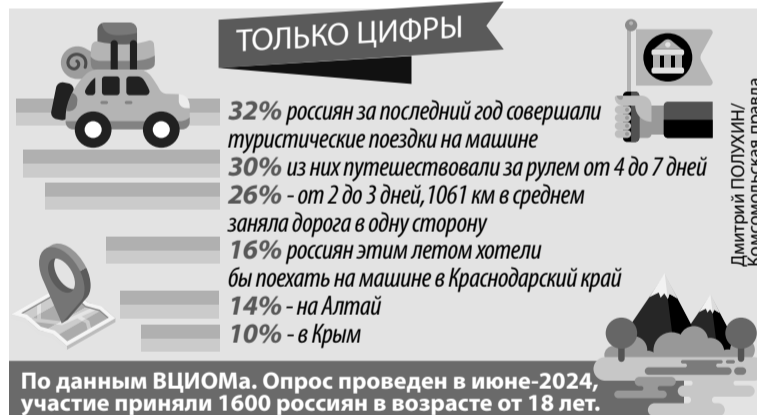 ТОЛЬКО ЦИФРЫ
32% россиян за последний год совершали
туристические поездки на машине
30% из них путешествовали за рулем от 4 до 7 дней
26% - от 2 до 3 дней, 1061 км в среднем
заняла дорога в одну сторону
16% россиян этим летом хотели
бы поехать на машине в Краснодарский край
14% - на Алтай
10% - в Крым
По данным ВЦИОМа. Опрос проведен в июне-2024,
участие приняли 1600 россиян в возрасте от 18 лет.
Дмитрий ПОЛУХИН/
Комсомольская правда